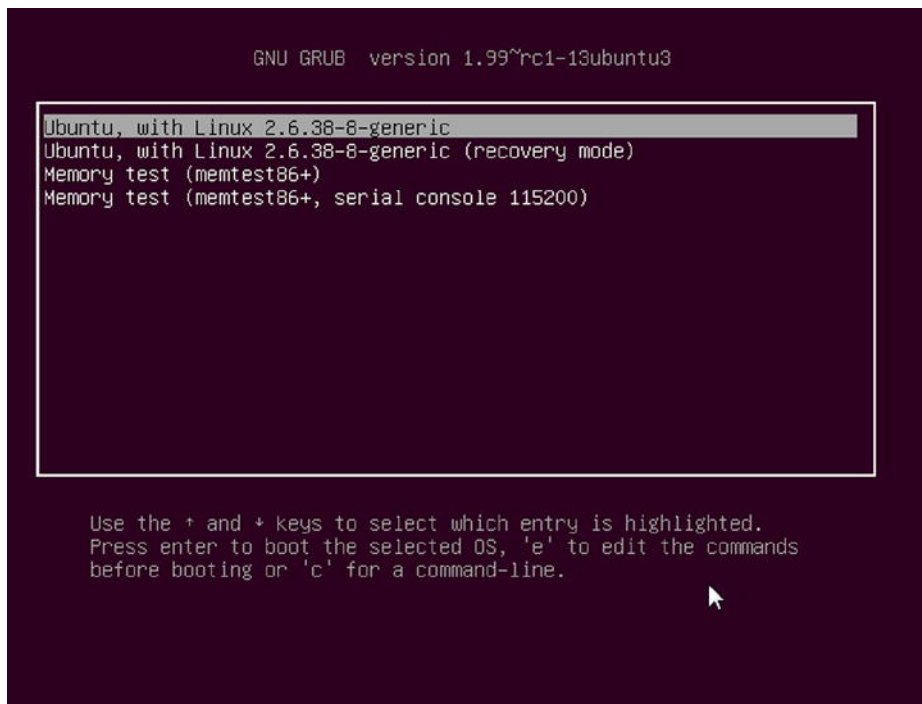 GNU GRUB  version 1.99~rc1-13ubuntu3
Ubuntu, with Linux 2.6.38-8-generic
Ubuntu, with Linux 2.6.38-8-generic (recovery mode)
Memory test (memtest86+)
Memory test (memtest86+, serial console 115200)
Use the ↑ and ↓ keys to select which entry is highlighted.
Press enter to boot the selected OS, 'e' to edit the commands
before booting or 'c' for a command-line.